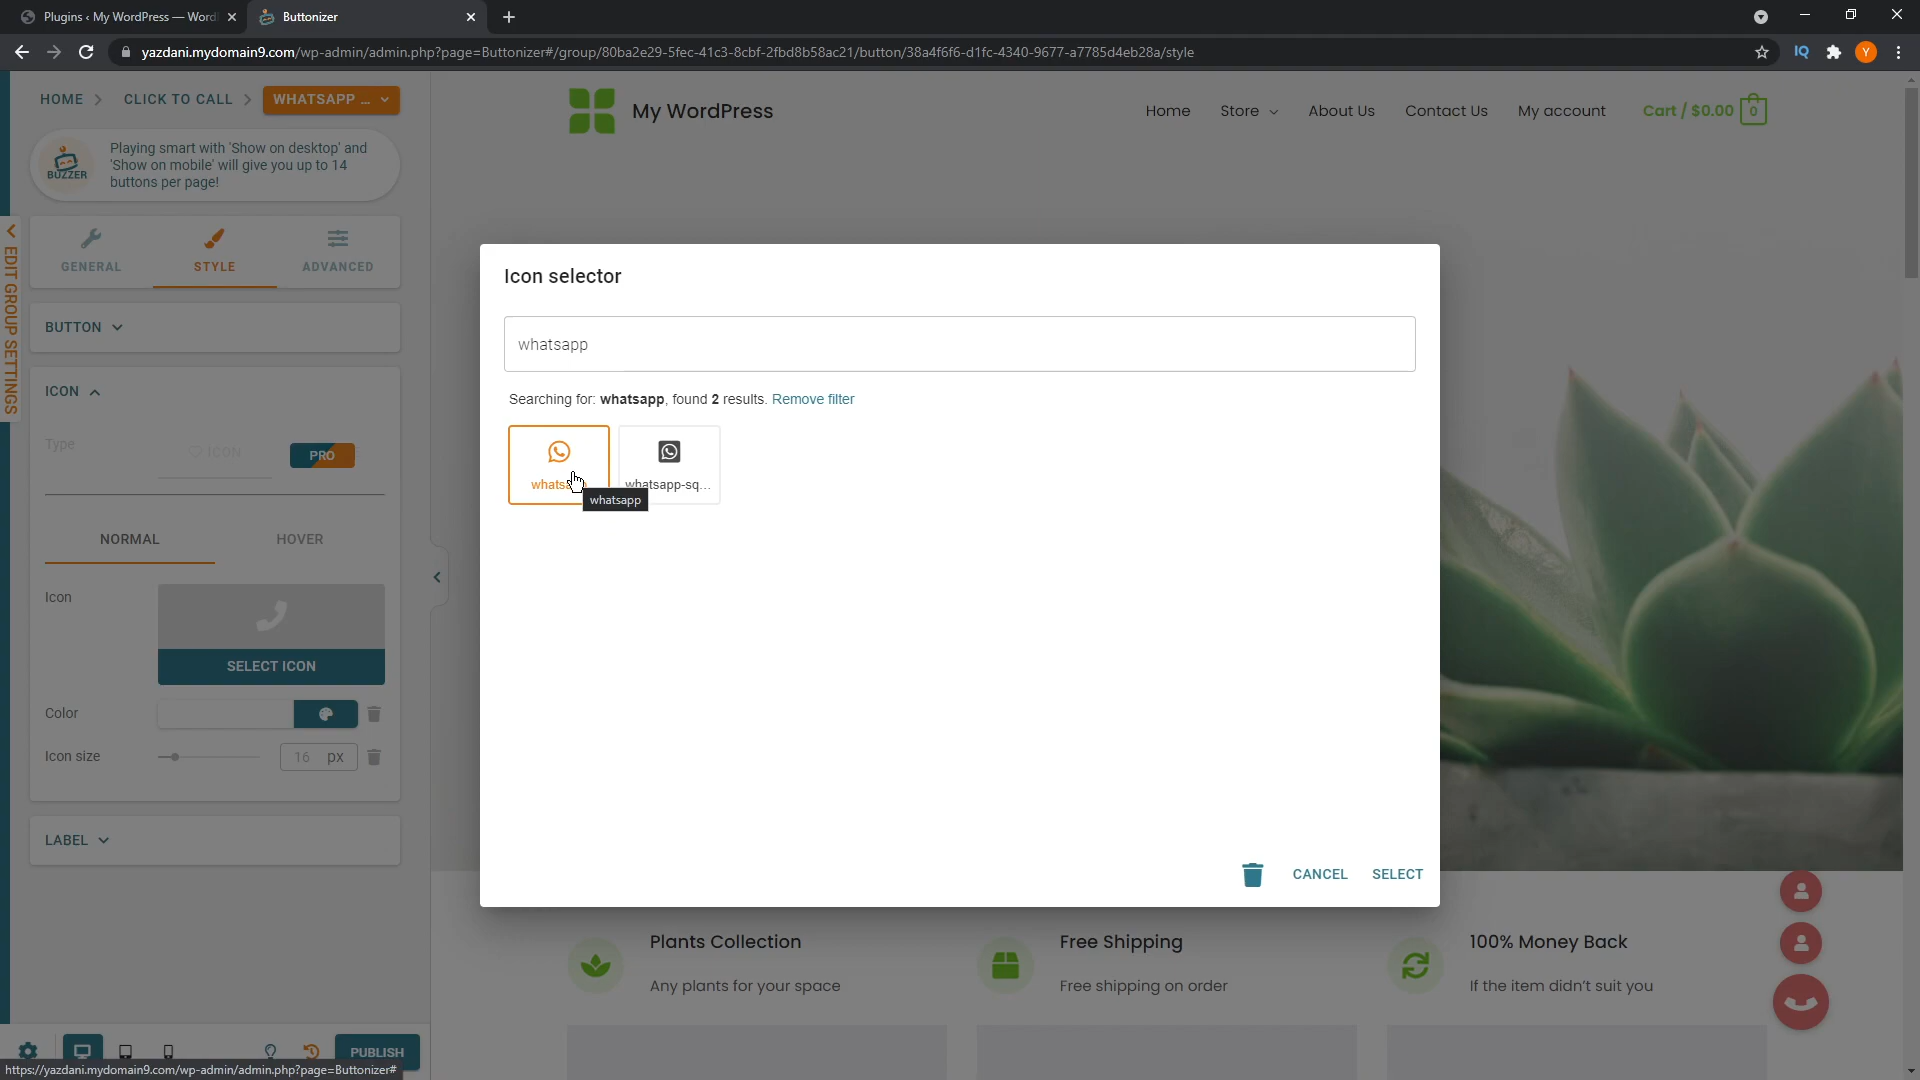 Plugins ‹ My WordPress — Word
Buttonizer
yazdani.mydomain9.com/wp-admin/admin.php?page=Buttonizer#/group/80ba2e29-5fec-41c3-8cbf-2fbd8b58ac21/button/38a4f6f6-d1fc-4340-9677-a7785d4eb28a/style
IQ
Y
HOME
CLICK TO CALL
WHATSAPP ...
BUZZER
Playing smart with 'Show on desktop' and
'Show on mobile' will give you up to 14
buttons per page!
EDIT GROUP SETTINGS
GENERAL
STYLE
ADVANCED
BUTTON
ICON
Type
ICON
PRO
NORMAL
HOVER
Icon
SELECT ICON
Color
Icon size
16 px
LABEL
PUBLISH
https://yazdani.mydomain9.com/wp-admin/admin.php?page=Buttonizer#
My WordPress
Home
Store
About Us
Contact Us
My account
Cart / $0.00
0
Icon selector
whatsapp
Searching for: whatsapp, found 2 results. Remove filter
whatsapp-sq...
whatsapp
CANCEL
SELECT
Plants Collection
Any plants for your space
Free Shipping
Free shipping on order
100% Money Back
If the item didn't suit you